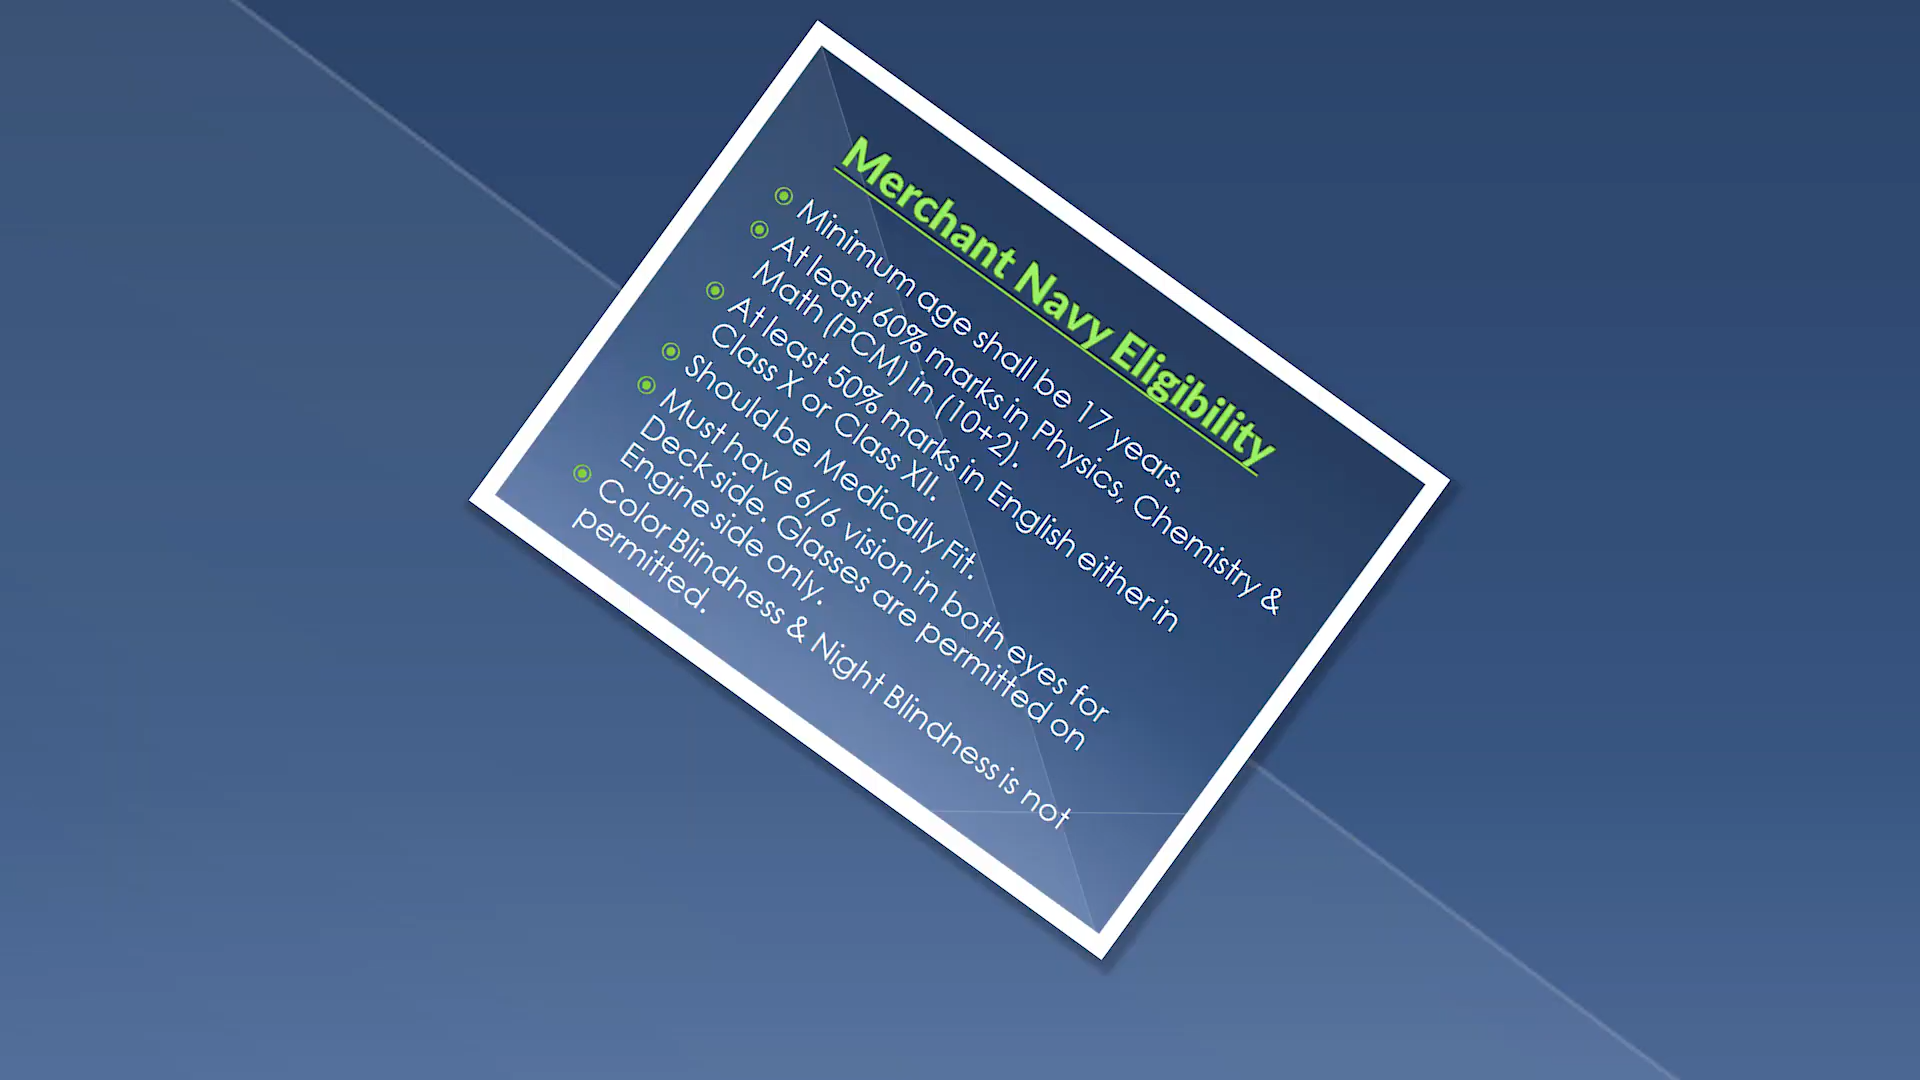 Merchant Navy Eligibility
Minimum age shall be 17 years.
At least 60% marks in Physics, Chemistry &
Math (PCM) in (10+2).
At least 50% marks in English either in
Class X or Class XII.
Should be Medically Fit.
Must have 6/6 vision in both eyes for
Deck side. Glasses are permitted on
Engine side only.
Color Blindness & Night Blindness is not
permitted.